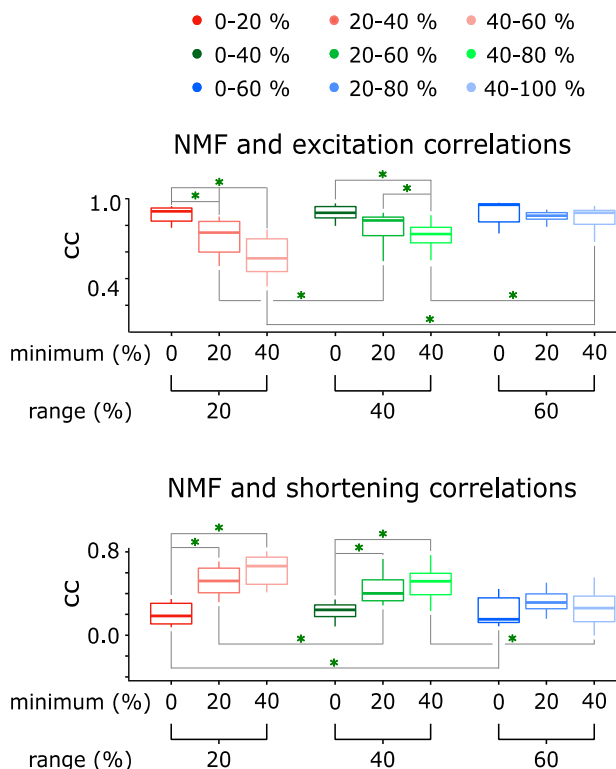 0-20 % 20-40 % 40-60 %
0-40 % 20-60 % 40-80 %
0-60 % 20-80 % 40-100 %
NMF and excitation correlations
* *
* *
1.0
cc
0.4
* *
*
minimum (%) 0 20 40 0 20 40 0 20 40
range (%) 20 40 60
NMF and shortening correlations
* *
* *
0.8
cc
0.0
* *
*
minimum (%) 0 20 40 0 20 40 0 20 40
range (%) 20 40 60